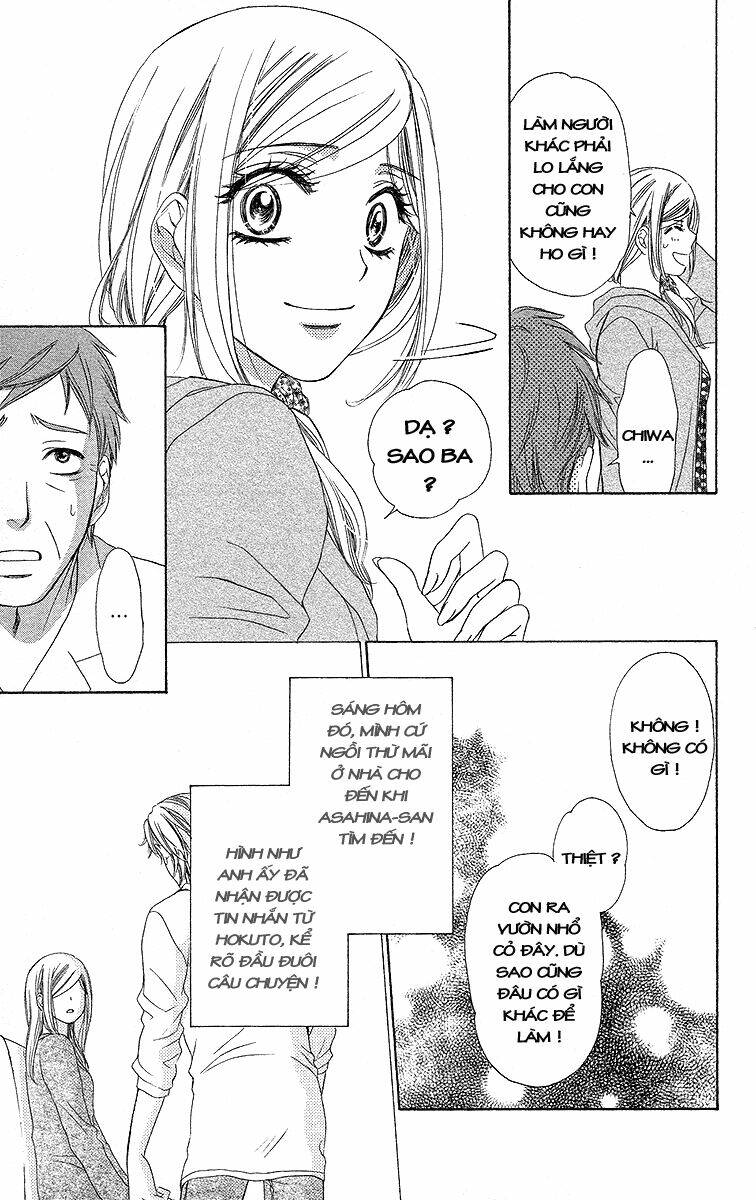 LÀM NGƯỜI
KHÁC PHẢI
LO LẮNG
CHO CON
CŨNG
KHÔNG HAY
HO GÌ !
CHIWA
...
DẠ ?
SAO BA
?
...
KHÔNG !
KHÔNG CÓ
GÌ !
THIỆT ?
CON RA
VƯỜN NHỔ
CỎ ĐÂY. DÙ
SAO CŨNG
ĐÂU CÓ GÌ
KHÁC ĐỂ
LÀM !
SÁNG HÔM
ĐÓ, MÌNH CỨ
NGỒI THỪ MÃI
Ở NHÀ CHO
ĐẾN KHI
ASAHINA-SAN
TÌM ĐẾN !
HÌNH NHƯ
ANH ẤY ĐÃ
NHẬN ĐƯỢC
TIN NHẮN TỪ
HOKUTO, KỂ
RÕ ĐẦU ĐUÔI
CÂU CHUYỆN !